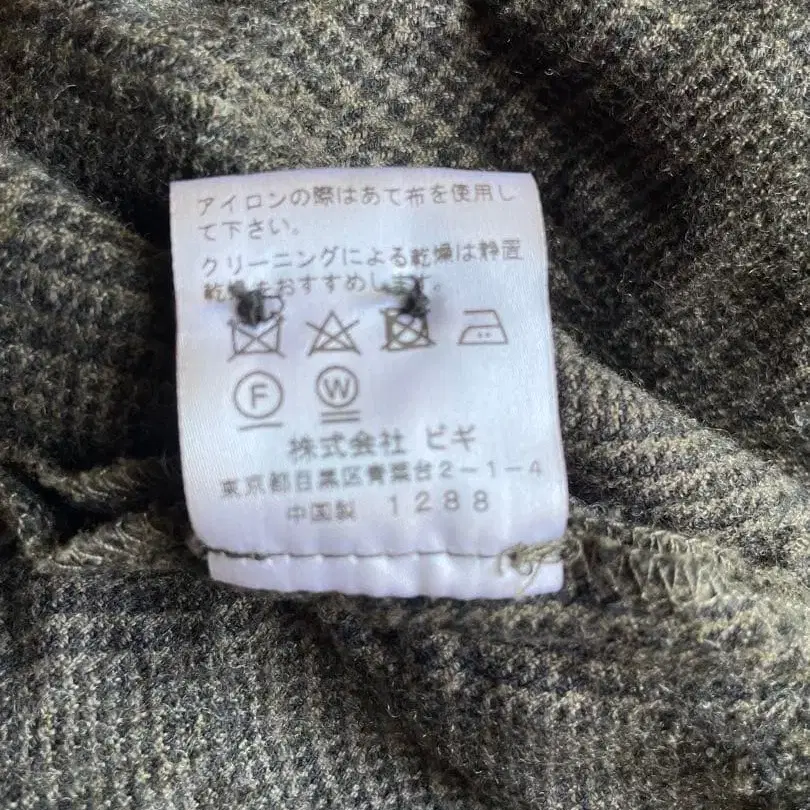 アイロンの際はあて布を使用し
て下さい。
クリーニングによる乾燥は静置
乾燥をおすすめします。
F W
株式会社 ビギ
東京都目黒区青葉台2-1-4
中国製 1288